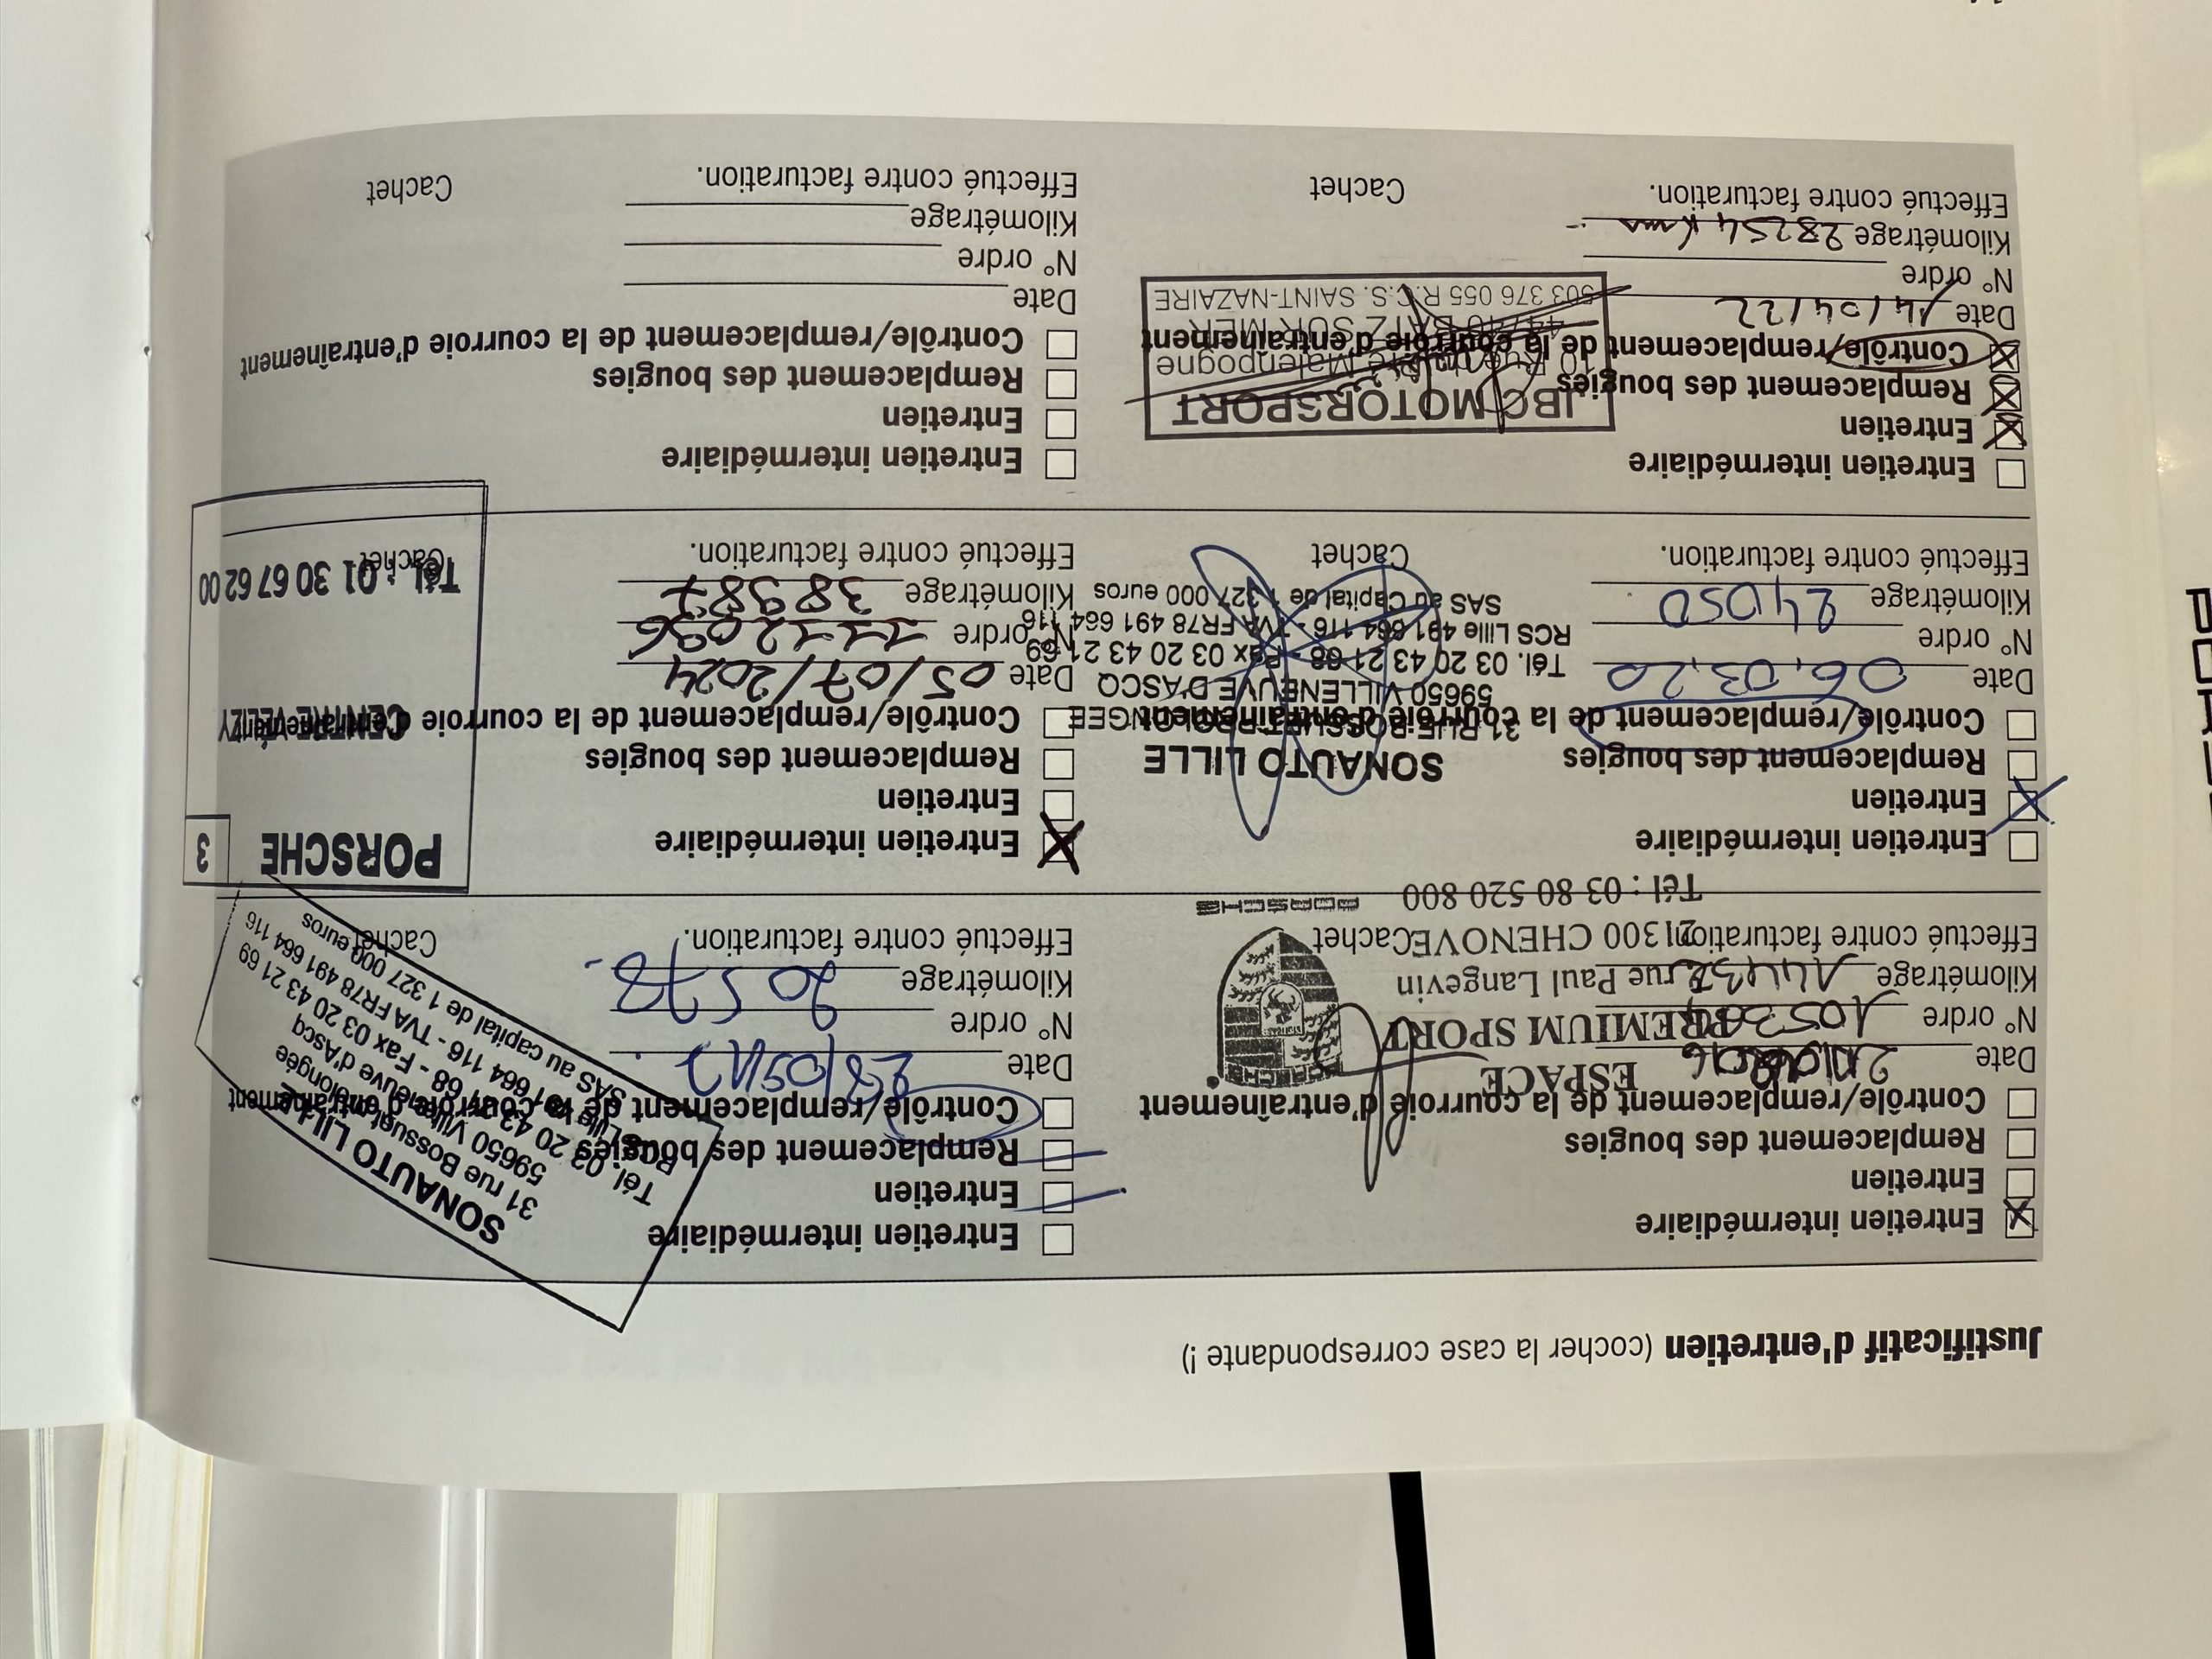 Justificatif d'entretien (cocher la case correspondante !)
Entretien intermédiaire
Entretien
Remplacement des bougies
Contrôle/remplacement de la courroie d'entraînement
Date
N° ordre
Kilométrage
Effectué contre facturation.
Cachet
ESPACE
PREMIUM SPORT
rue Paul Langevin
21300 CHENOVE
Tél : 03 80 520 800
PORSCHE
Entretien intermédiaire
Entretien
Remplacement des bougies
Contrôle/remplacement de la courroie d'entraînement
Date
N° ordre
Kilométrage 20578
Effectué contre facturation.
Cachet
SONAUTO LILLE
31 rue Bossuet
59650 Villeneuve d'Ascq
Tél. 03 20 43 21 68 - Fax 03 20 43 21 69
491 664 116 - TVA FR78 491 664 116
SAS au capital de 1 327 000 euros
Entretien intermédiaire
Entretien
Remplacement des bougies
Contrôle/remplacement de la courroie d'entraînement
Date 06.03.20
N° ordre
Kilométrage 24050
Effectué contre facturation.
Cachet
SONAUTO LILLE
31 RUE BOSSUET PROLONGEE
59650 VILLENEUVE D'ASCQ
Tél. 03 20 43 21 68 - Fax 03 20 43 21 69
RCS Lille 491 664 116 - TVA FR78 491 664 116
SAS au Capital de 1 327 000 euros
Entretien intermédiaire
Entretien
Remplacement des bougies
Contrôle/remplacement de la courroie d'entraînement
Date 05/07/2024
N° ordre 1112096
Kilométrage 38987
Effectué contre facturation.
Cachet
PORSCHE 3
CENTRE VELIZY
Tél : 01 30 67 62 00
Entretien intermédiaire
Entretien
Remplacement des bougies
Contrôle/remplacement de la courroie d'entraînement
Date 14/04/22
N° ordre
Kilométrage 28254 Kms
Effectué contre facturation.
Cachet
JBC MOTORSPORT
10 Malenpogne
44740 BATZ SUR MER
503 376 055 R.C.S. SAINT-NAZAIRE
Entretien intermédiaire
Entretien
Remplacement des bougies
Contrôle/remplacement de la courroie d'entraînement
Date
N° ordre
Kilométrage
Effectué contre facturation.
Cachet